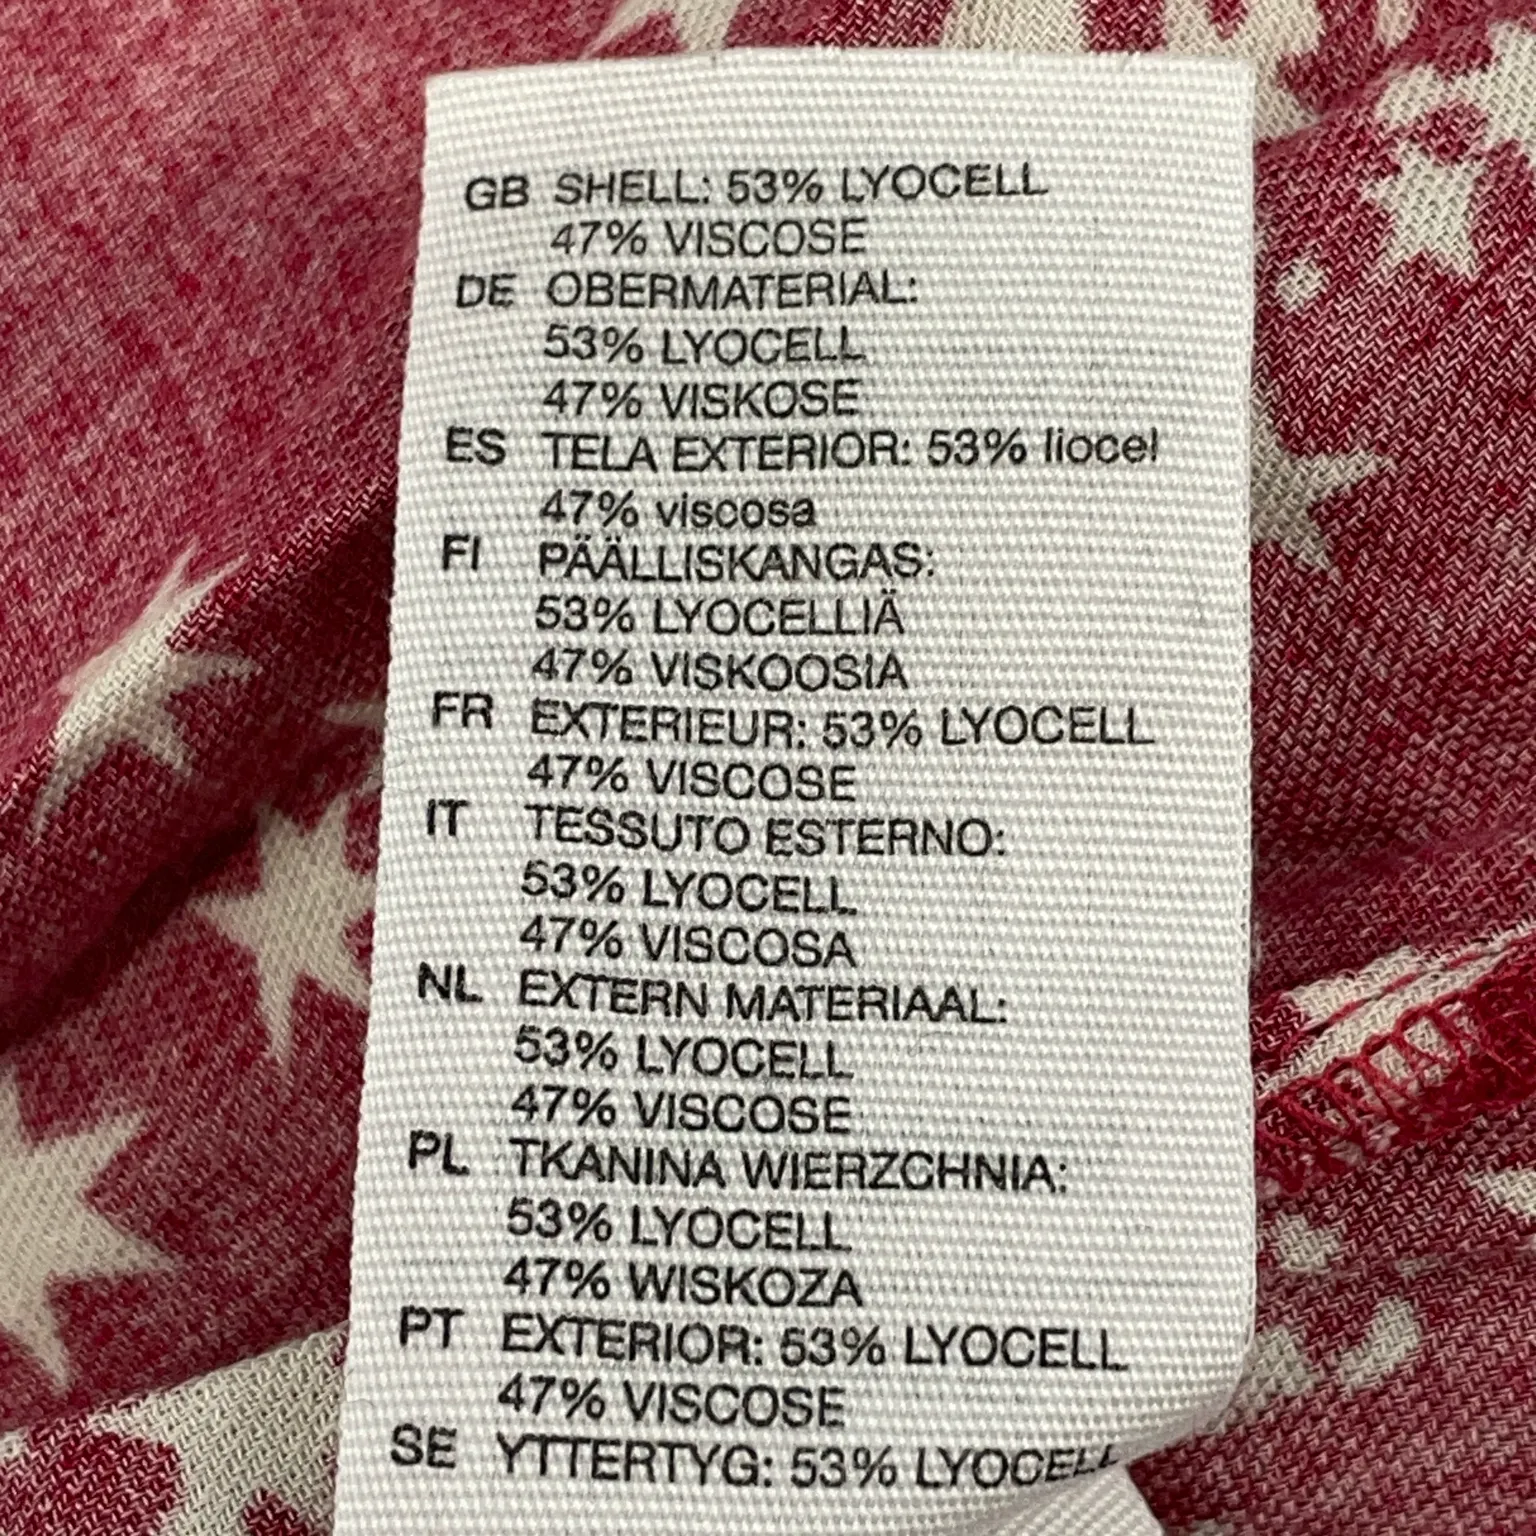 GB SHELL: 53% LYOCELL
47% VISCOSE
DE OBERMATERIAL:
53% LYOCELL
47% VISKOSE
ES TELA EXTERIOR: 53% liocel
47% viscosa
FI PÄÄLLISKANGAS:
53% LYOCELLIÄ
47% VISKOOSIA
FR EXTERIEUR: 53% LYOCELL
47% VISCOSE
IT TESSUTO ESTERNO:
53% LYOCELL
47% VISCOSA
NL EXTERN MATERIAAL:
53% LYOCELL
47% VISCOSE
PL TKANINA WIERZCHNIA:
53% LYOCELL
47% WISKOZA
PT EXTERIOR: 53% LYOCELL
47% VISCOSE
SE YTTERTYG: 53% LYOCELL